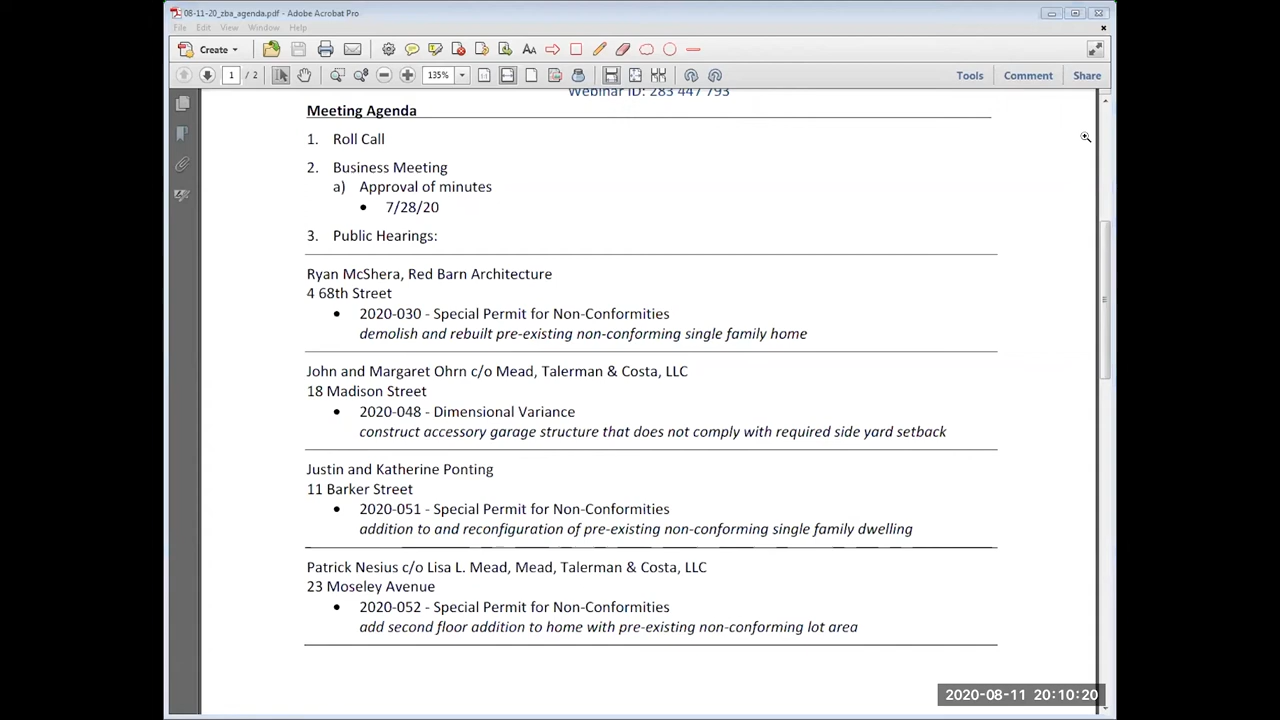 08-11-20_zba_agenda.pdf - Adobe Acrobat Pro
File Edit View Window Help
Create
1 / 2 135% Tools Comment Share
Webinar ID: 283 447 793
Meeting Agenda
1. Roll Call
2. Business Meeting
a) Approval of minutes
• 7/28/20
3. Public Hearings:
Ryan McShera, Red Barn Architecture
4 68th Street
• 2020-030 - Special Permit for Non-Conformities
demolish and rebuilt pre-existing non-conforming single family home
John and Margaret Ohrn c/o Mead, Talerman & Costa, LLC
18 Madison Street
• 2020-048 - Dimensional Variance
construct accessory garage structure that does not comply with required side yard setback
Justin and Katherine Ponting
11 Barker Street
• 2020-051 - Special Permit for Non-Conformities
addition to and reconfiguration of pre-existing non-conforming single family dwelling
Patrick Nesius c/o Lisa L. Mead, Mead, Talerman & Costa, LLC
23 Moseley Avenue
• 2020-052 - Special Permit for Non-Conformities
add second floor addition to home with pre-existing non-conforming lot area
2020-08-11 20:10:20